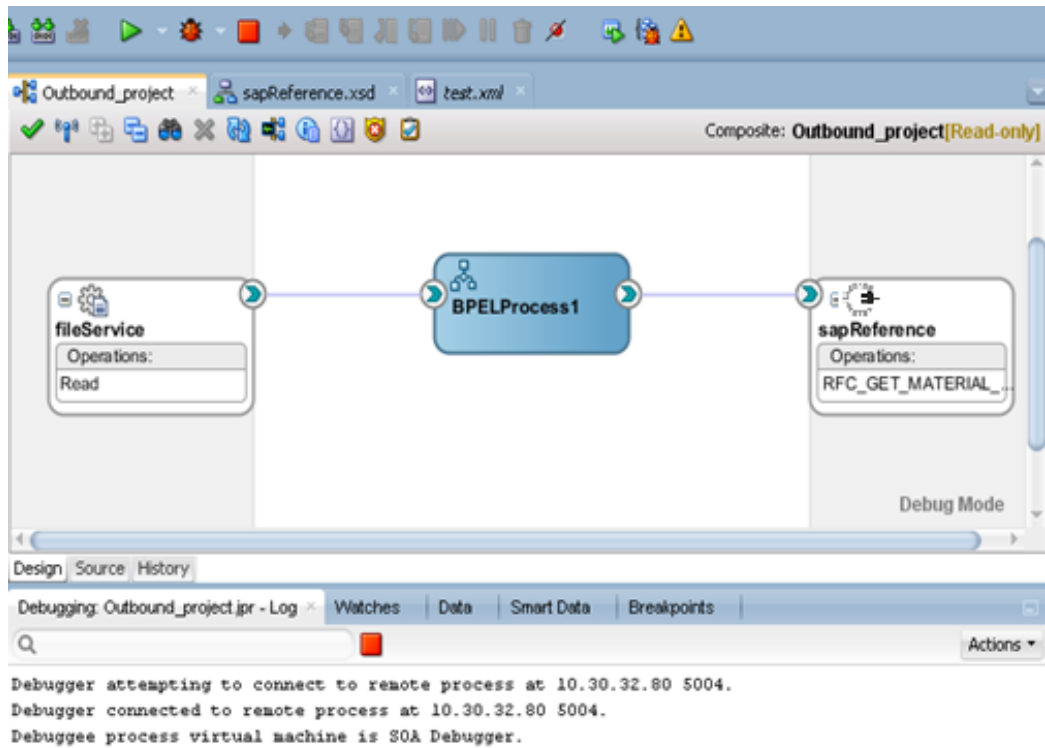 Outbound_project
sapReference.xsd
test.xml
Composite: Outbound_project[Read-only]
fileService
Operations:
Read
BPELProcess1
sapReference
Operations:
RFC_GET_MATERIAL_...
Debug Mode
Design Source History
Debugging: Outbound_project.jpr - Log Watches Data Smart Data Breakpoints
Actions
Debugger attempting to connect to remote process at 10.30.32.80 5004.
Debugger connected to remote process at 10.30.32.80 5004.
Debuggee process virtual machine is SOA Debugger.